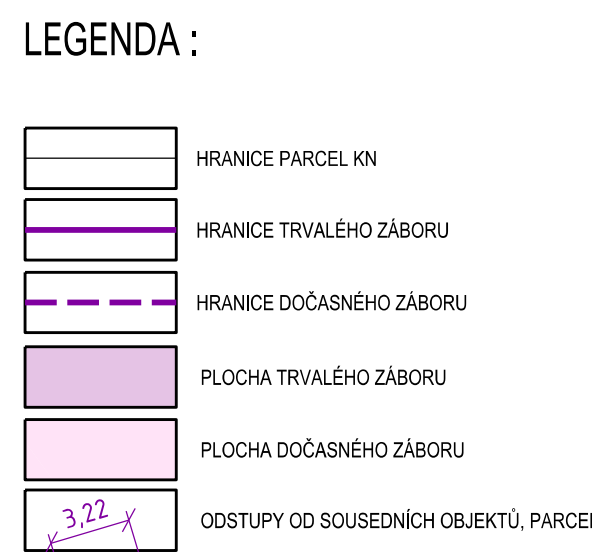 LEGENDA :
HRANICE PARCEL KN
HRANICE TRVALÉHO ZÁBORU
HRANICE DOČASNÉHO ZÁBORU
PLOCHA TRVALÉHO ZÁBORU
PLOCHA DOČASNÉHO ZÁBORU
3,22
ODSTUPY OD SOUSEDNÍCH OBJEKTŮ, PARCEL